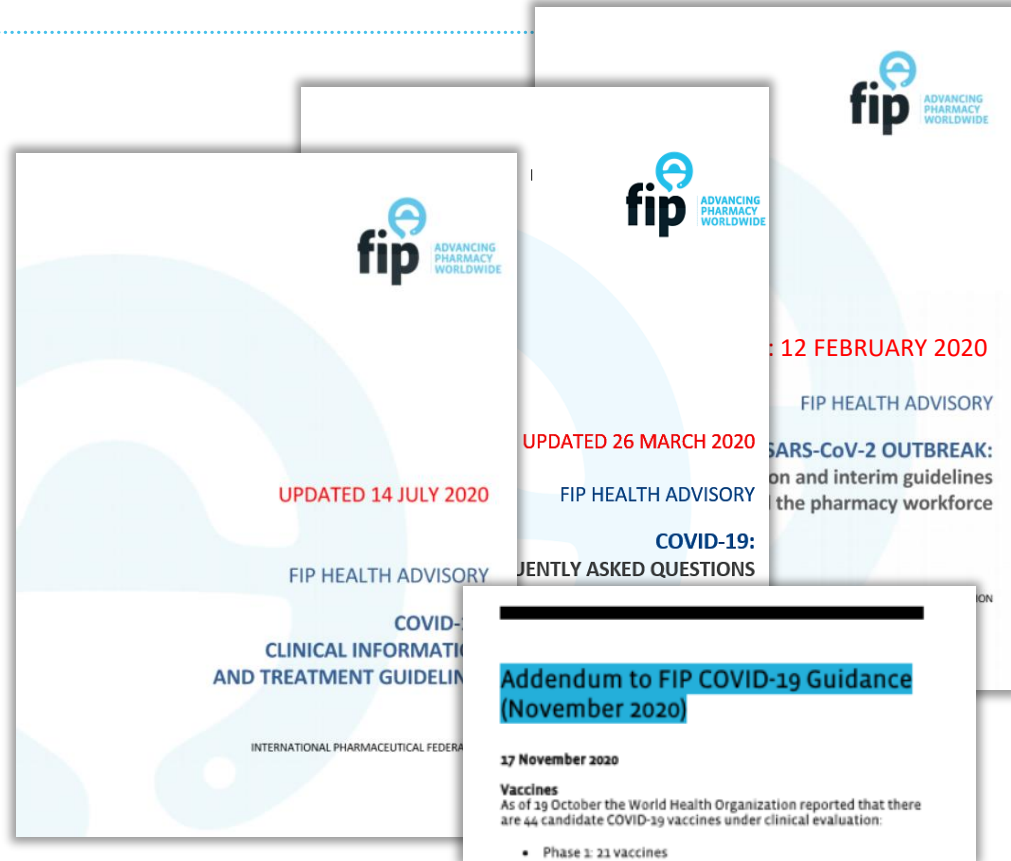 fip ADVANCING
PHARMACY
WORLDWIDE
: 12 FEBRUARY 2020
FIP HEALTH ADVISORY
SARS-CoV-2 OUTBREAK:
on and interim guidelines
the pharmacy workforce
ION
fip ADVANCING
PHARMACY
WORLDWIDE
UPDATED 26 MARCH 2020
FIP HEALTH ADVISORY
COVID-19:
UENTLY ASKED QUESTIONS
fip ADVANCING
PHARMACY
WORLDWIDE
UPDATED 14 JULY 2020
FIP HEALTH ADVISORY
COVID-
CLINICAL INFORMATI
AND TREATMENT GUIDELIN
INTERNATIONAL PHARMACEUTICAL FEDERA
Addendum to FIP COVID-19 Guidance
(November 2020)
17 November 2020
Vaccines
As of 19 October the World Health Organization reported that there
are 44 candidate COVID-19 vaccines under clinical evaluation:
• Phase 1: 21 vaccines